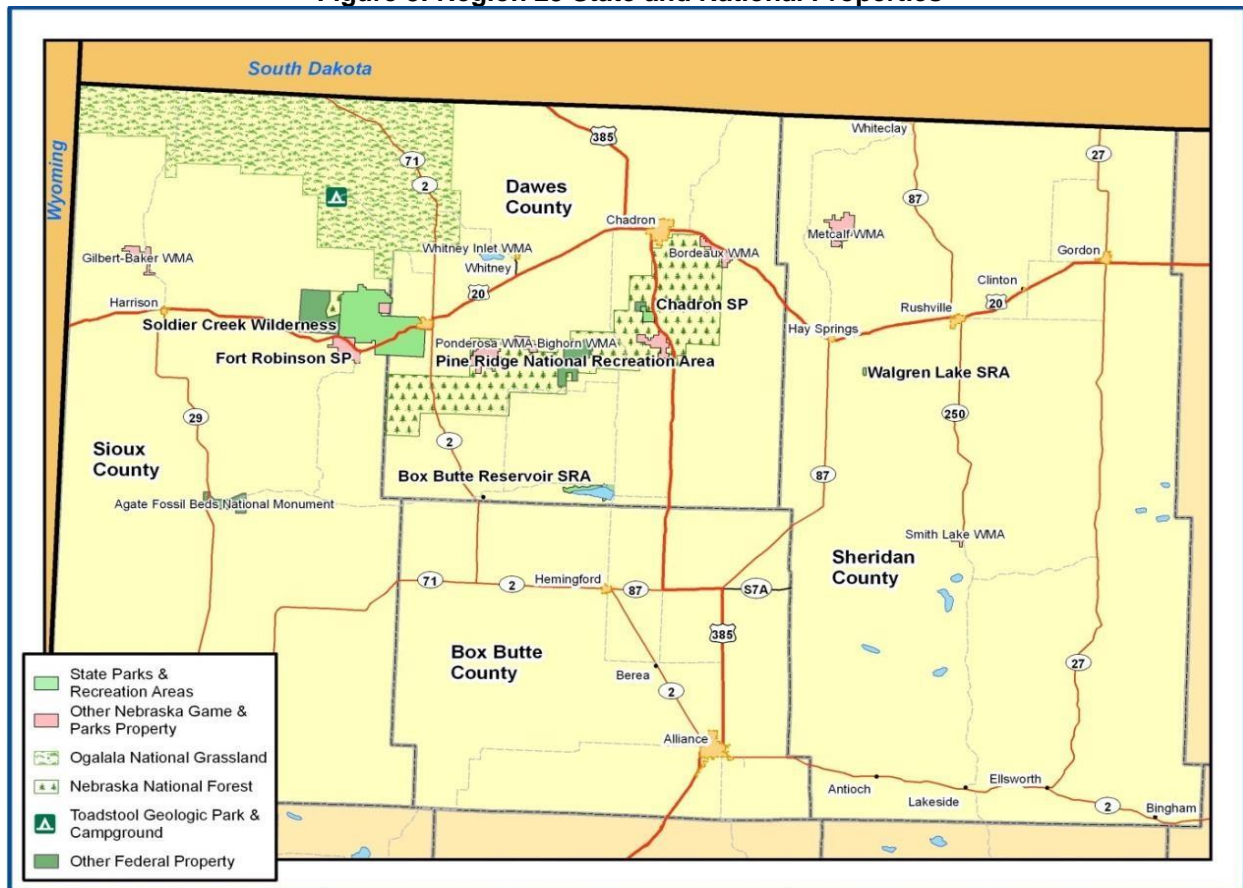 Region 23 State and National Properties
South Dakota
Wyoming
385
Whiteclay
27
71
2
Dawes
County
87
Chadron
Metcalf WMA
Gordon
Gilbert-Baker WMA
Whitney Inlet WMA
Whitney
Bordeaux WMA
20
Clinton
20
Harrison
Chadron SP
Rushville
Soldier Creek Wilderness
Hay Springs
Fort Robinson SP
Ponderosa WMA
Bighorn WMA
Pine Ridge National Recreation Area
Walgren Lake SRA
29
250
Sioux
County
2
Box Butte Reservoir SRA
87
Agate Fossil Beds National Monument
Smith Lake WMA
Sheridan
County
71
2
Hemingford
87
S7A
385
Box Butte
County
Berea
2
27
Alliance
Antioch
Lakeside
Ellsworth
2
Bingham
State Parks &
Recreation Areas
Other Nebraska Game &
Parks Property
Ogalala National Grassland
Nebraska National Forest
Toadstool Geologic Park &
Campground
Other Federal Property